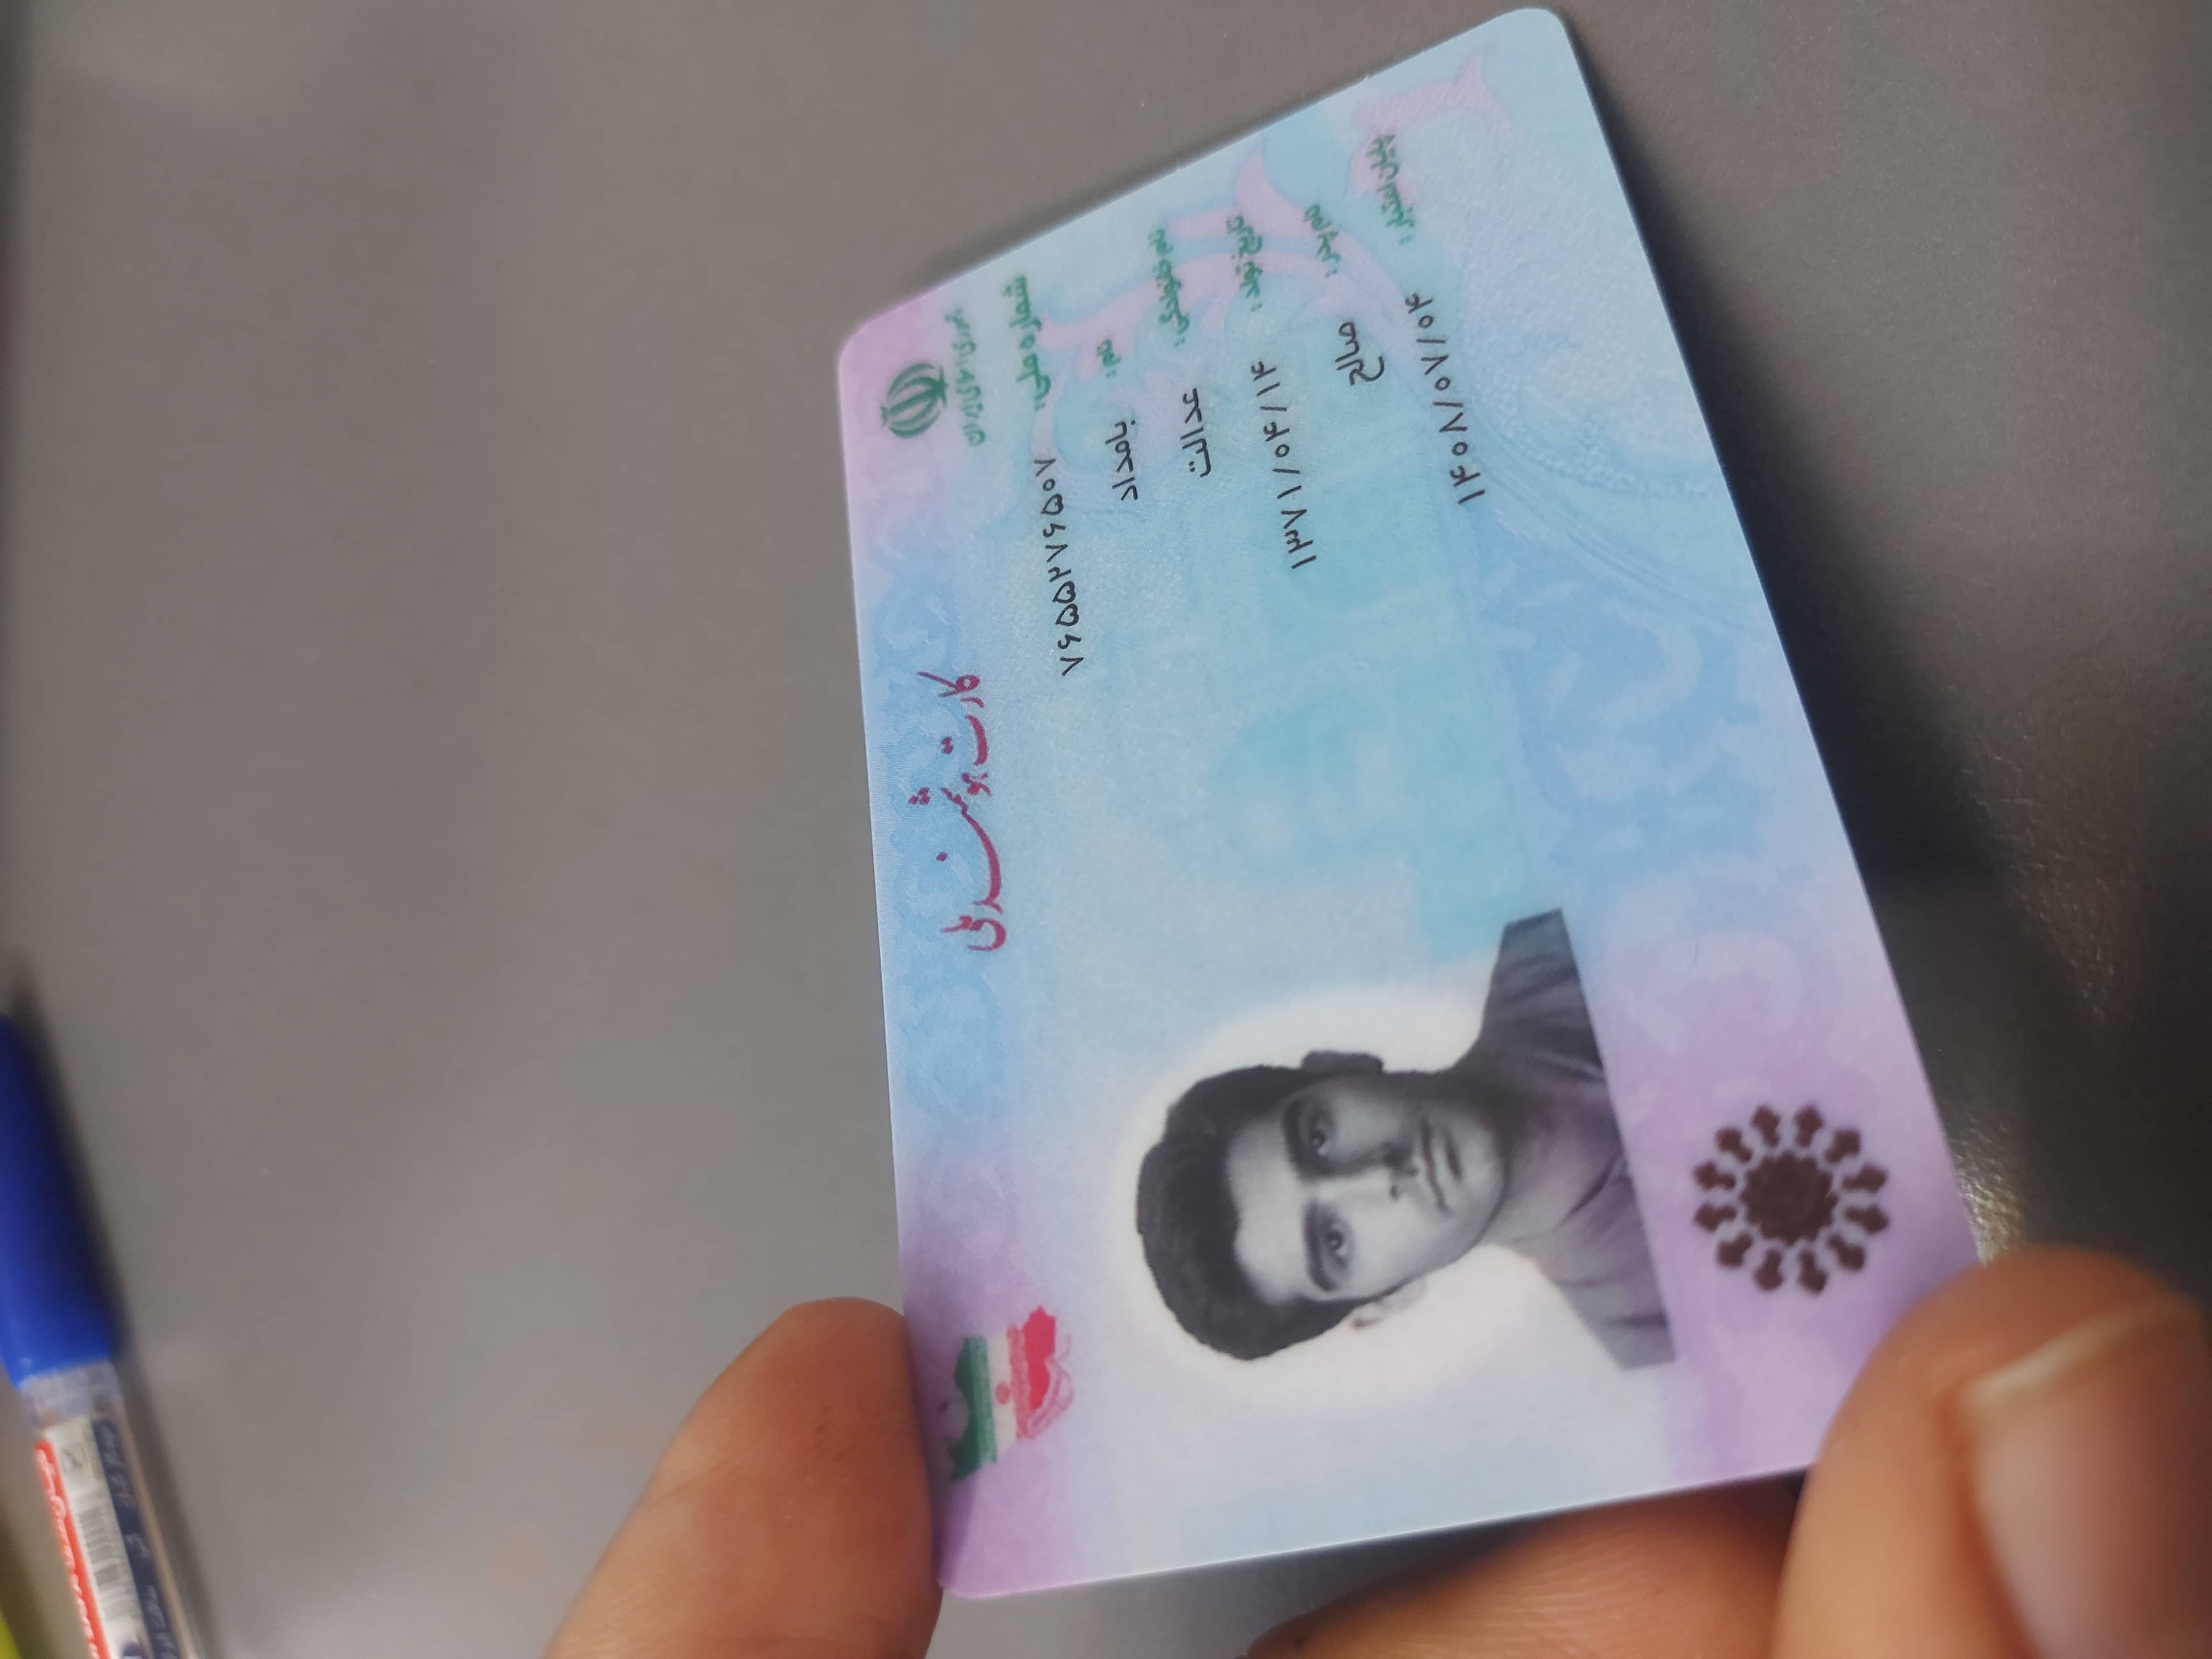 جمهوری اسلامی ایران
کارت هوشمند ملی
شماره ملی:
نام: بامداد
نام خانوادگی: عدالت
تاریخ تولد: ۱۳۷۱/۰۴/۱۴
نام پدر: صالح
پایان اعتبار: ۱۴۰۸/۰۷/۰۴